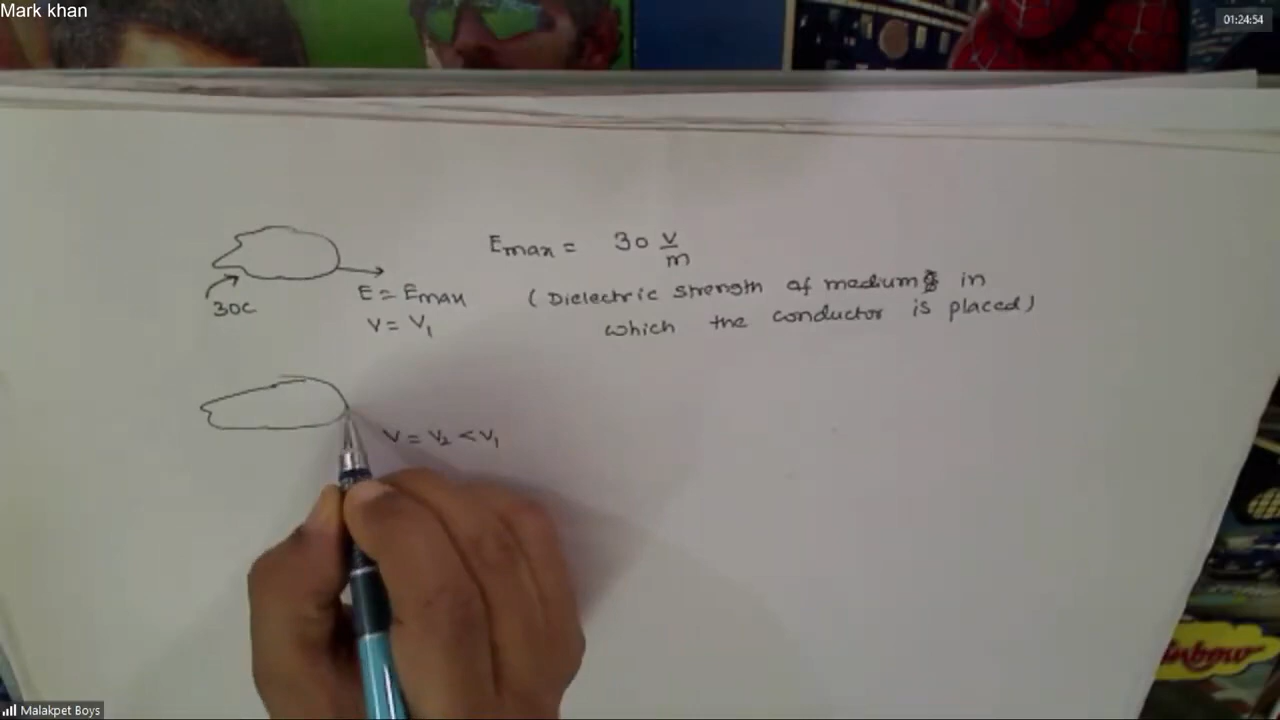 Mark khan
01:24:54
Emax = 30 V/m
30C
E = Emax
(Dielectric strength of medium in
V = V1
which the conductor is placed)
V = V2 < V1
inbow
Malakpet Boys